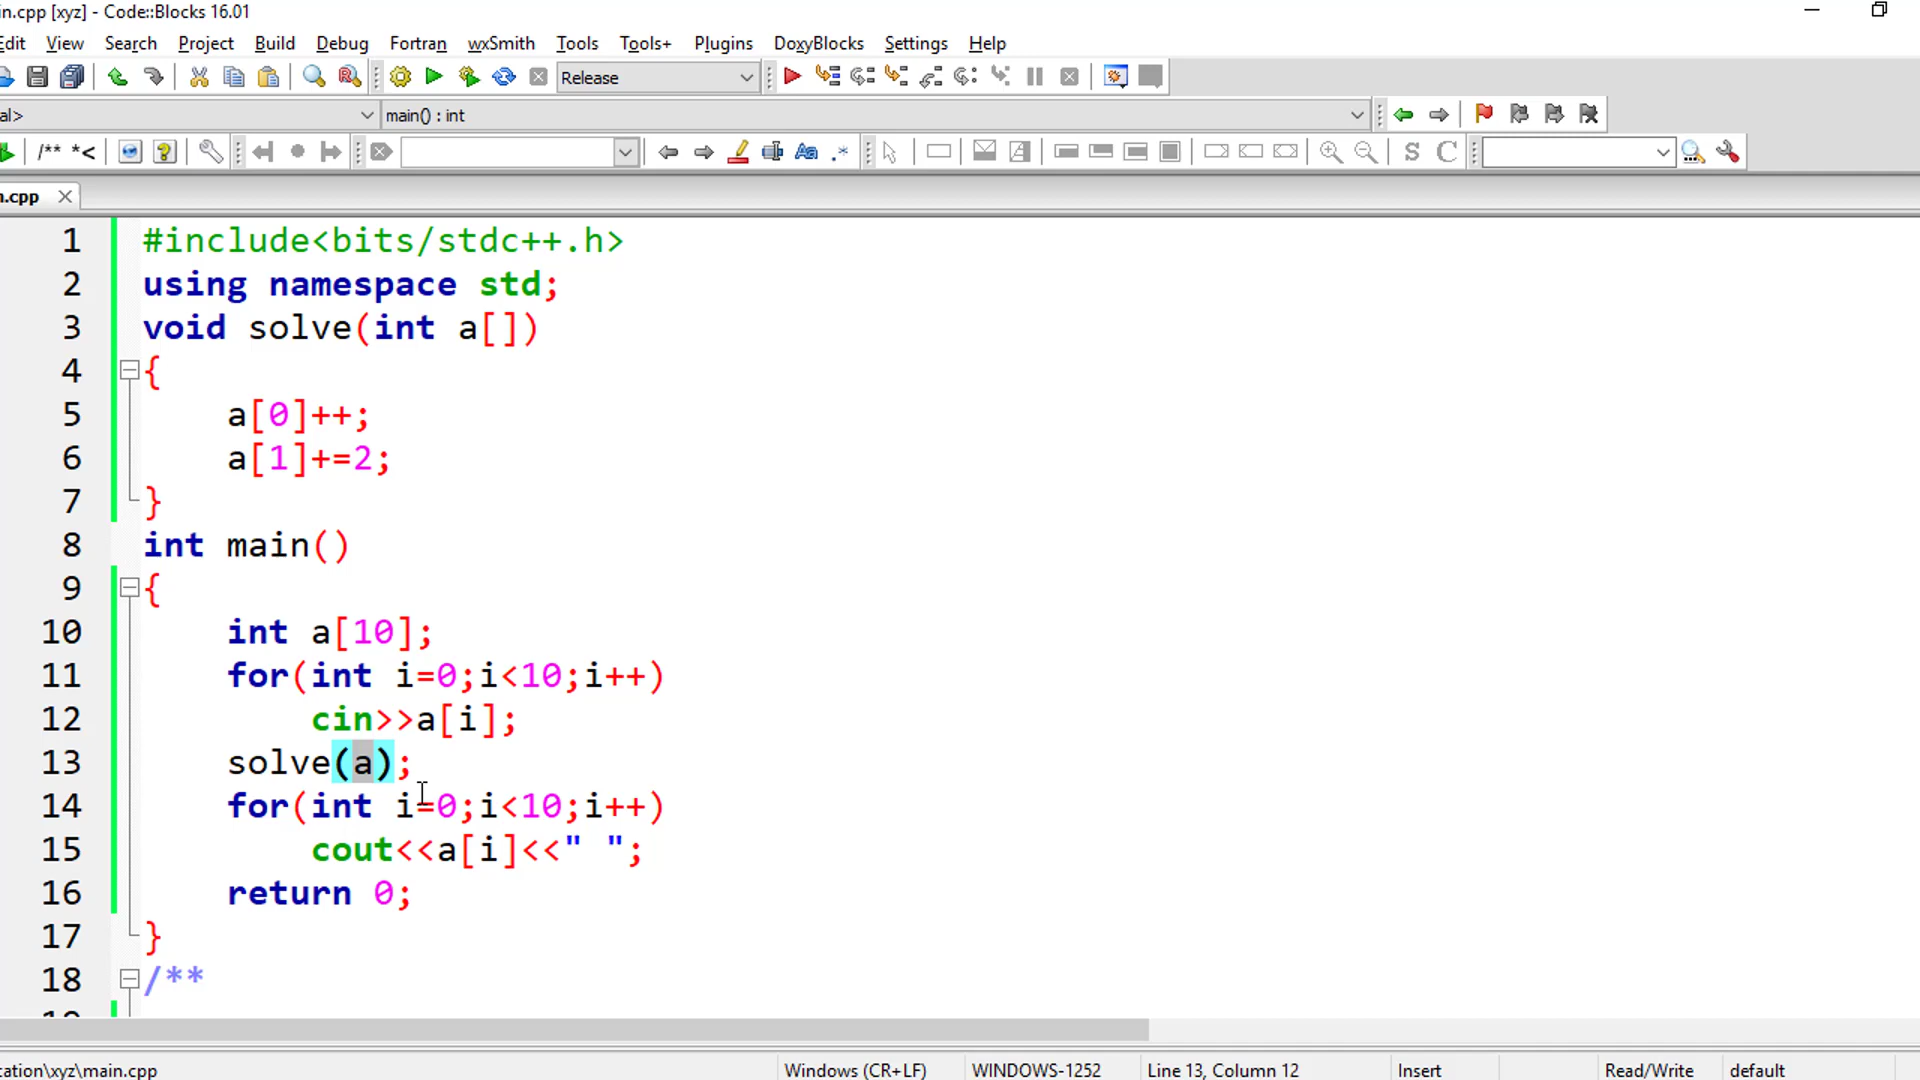 in.cpp [xyz] - Code::Blocks 16.01
Edit View Search Project Build Debug Fortran wxSmith Tools Tools+ Plugins DoxyBlocks Settings Help
Release
al> main() : int
/** *< Aa .* S C
n.cpp
1 #include<bits/stdc++.h>
2 using namespace std;
3 void solve(int a[])
4 {
5 a[0]++;
6 a[1]+=2;
7 }
8 int main()
9 {
10 int a[10];
11 for(int i=0;i<10;i++)
12 cin>>a[i];
13 solve(a);
14 for(int i=0;i<10;i++)
15 cout<<a[i]<<" ";
16 return 0;
17 }
18 /**
cation\xyz\main.cpp Windows (CR+LF) WINDOWS-1252 Line 13, Column 12 Insert Read/Write default